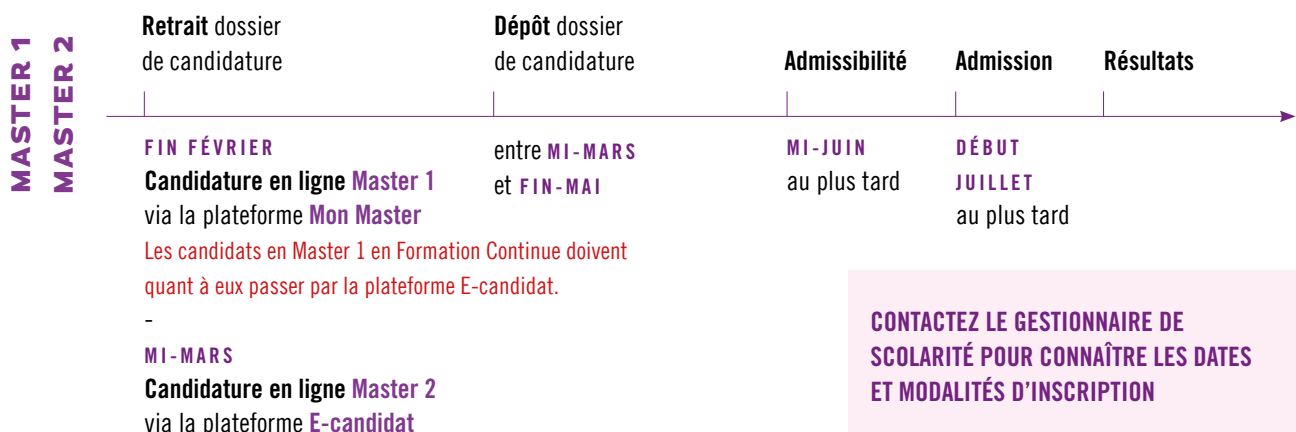 MASTER 1
MASTER 2
Retrait dossier
de candidature
Dépôt dossier
de candidature
Admissibilité
Admission
Résultats
FIN FÉVRIER
Candidature en ligne Master 1
via la plateforme Mon Master
Les candidats en Master 1 en Formation Continue doivent
quant à eux passer par la plateforme E-candidat.
-
MI-MARS
Candidature en ligne Master 2
via la plateforme E-candidat
entre MI-MARS
et FIN-MAI
MI-JUIN
au plus tard
DÉBUT
JUILLET
au plus tard
CONTACTEZ LE GESTIONNAIRE DE
SCOLARITÉ POUR CONNAÎTRE LES DATES
ET MODALITÉS D’INSCRIPTION